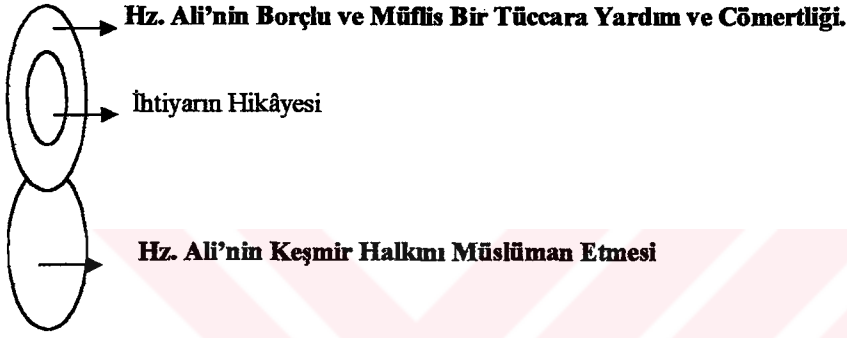 Hz. Ali’nin Borçlu ve Müflis Bir Tüccara Yardım ve Cömertliği.
İhtiyarın Hikâyesi
Hz. Ali’nin Keşmir Halkını Müslüman Etmesi